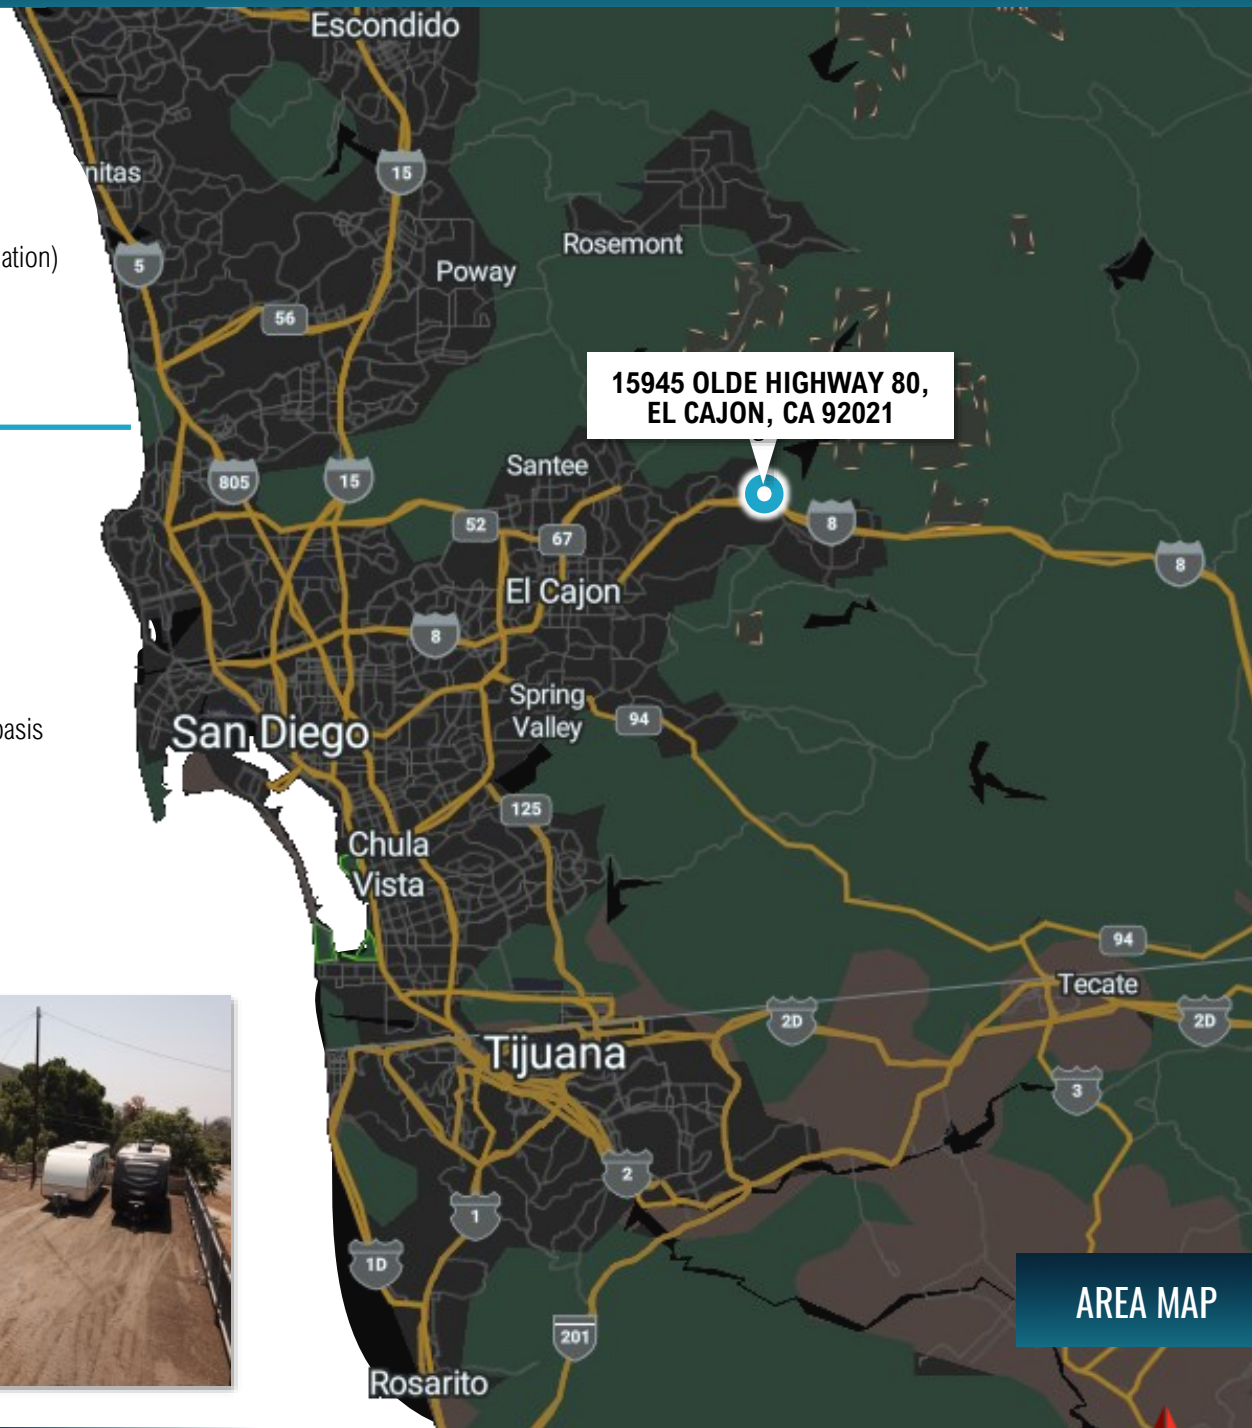 Escondido
15
nitas
ation)
5
Rosemont
Poway
56
15945 OLDE HIGHWAY 80,
EL CAJON, CA 92021
Santee
805
15
52
67
8
8
El Cajon
8
Spring
Valley
94
San Diego
125
Chula
Vista
basis
94
Tecate
2D
2D
Tijuana
3
2
1
1D
201
AREA MAP
Rosarito